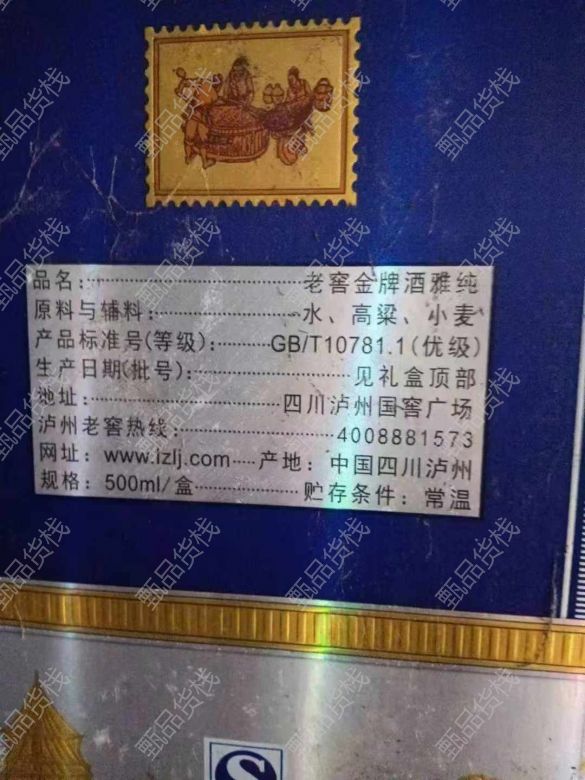 品名：老窖金牌酒雅纯
原料与辅料：水、高粱、小麦
产品标准号(等级)：GB/T10781.1(优级)
生产日期(批号)：见礼盒顶部
地址：四川泸州国窖广场
泸州老窖热线：4008881573
网址：www.izlj.com 产地：中国四川泸州
规格：500ml/盒 贮存条件：常温
甄品货栈